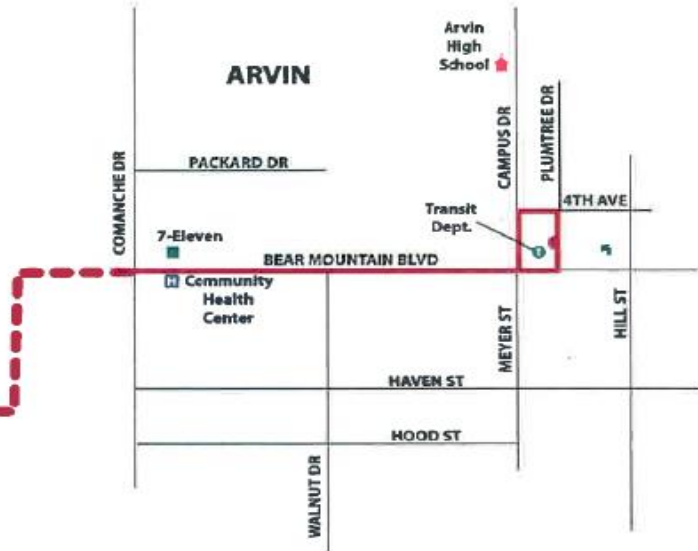 Arvin
High
School
ARVIN
COMANCHE DR
PACKARD DR
CAMPUS DR
PLUMTREE DR
4TH AVE
Transit
Dept.
7-Eleven
BEAR MOUNTAIN BLVD
H Community
Health
Center
MEYER ST
HILL ST
HAVEN ST
HOOD ST
WALNUT DR